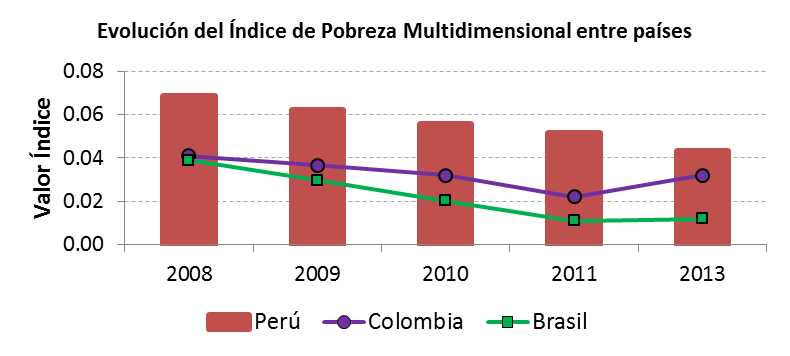 Evolución del Índice de Pobreza Multidimensional entre países
Valor Índice
0.08
0.06
0.04
0.02
0.00
2008 2009 2010 2011 2013
Perú Colombia Brasil